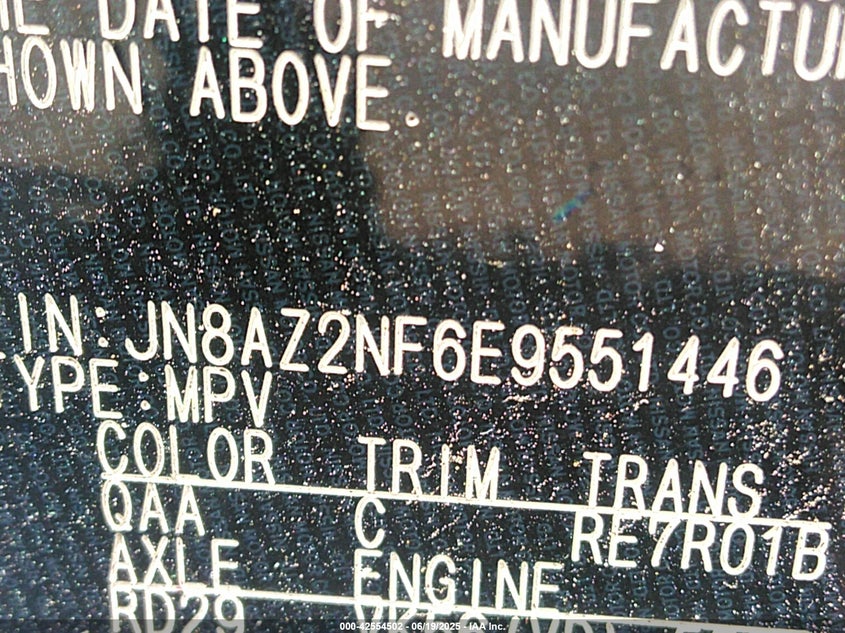 DATE OF MANUFACTU
HOWN ABOVE.
IN:JN8AZ2NF6E9551446
YPE:MPV
COLOR TRIM TRANS
QAA C RE7R01B
AXLE ENGINE
RD29
000-42554502 - 06/19/2025 - IAA Inc.